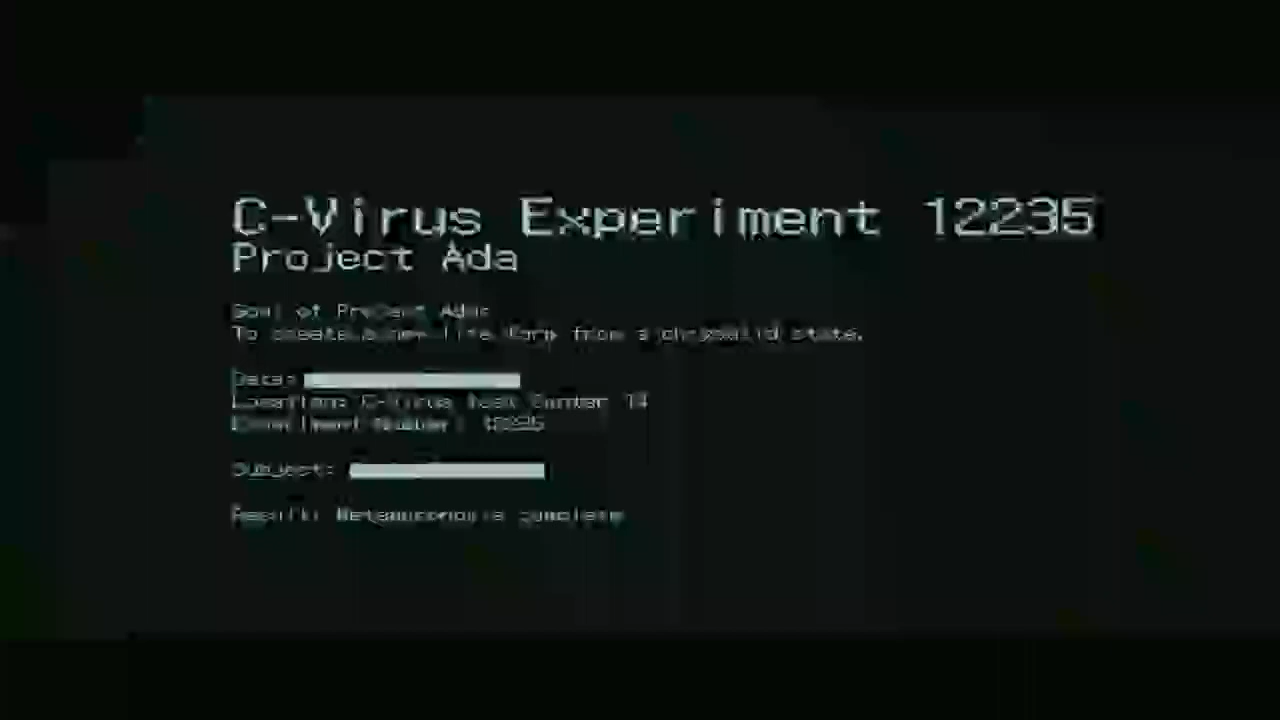 C-Virus Experiment 12235
Project Ada
Goal of Project Ada:
To create a new life form from a chrysalid state.
Date:
Location: C-Virus Test Center 14
Experiment Number: 12235
Subject:
Result: Metamorphosis complete